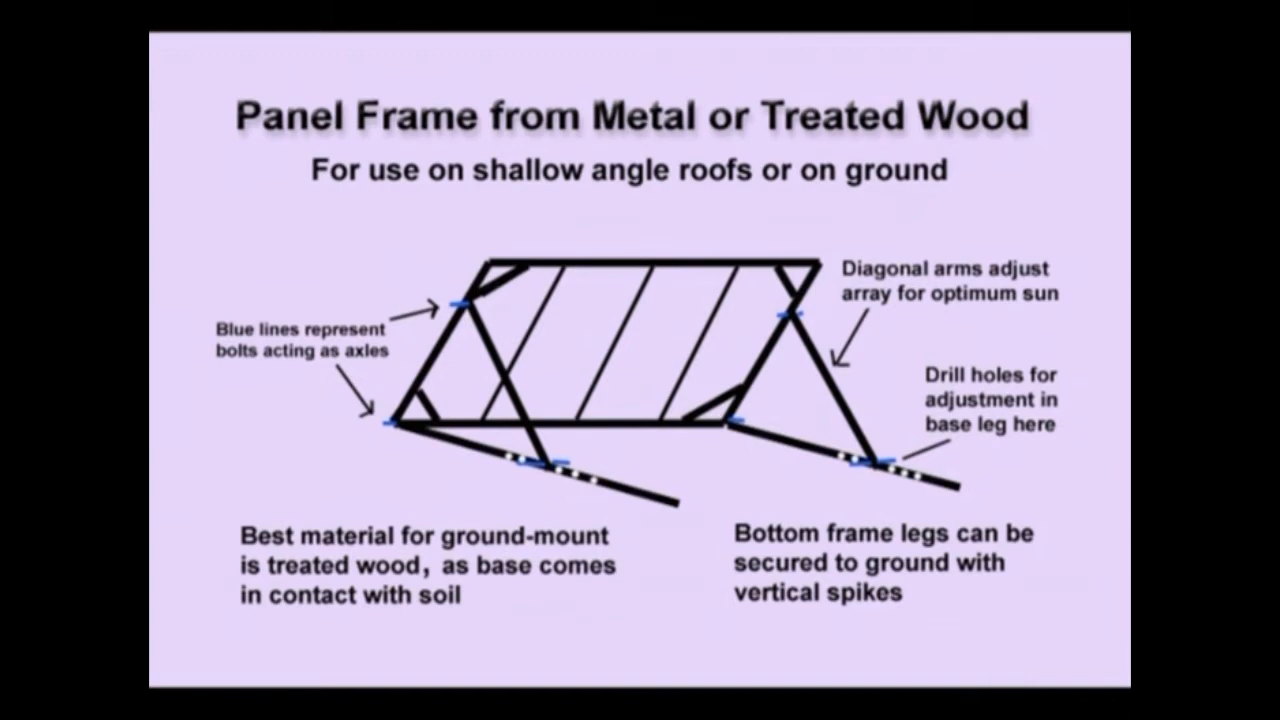 Panel Frame from Metal or Treated Wood
For use on shallow angle roofs or on ground
Diagonal arms adjust
array for optimum sun
Blue lines represent
bolts acting as axles
Drill holes for
adjustment in
base leg here
Best material for ground-mount
is treated wood, as base comes
in contact with soil
Bottom frame legs can be
secured to ground with
vertical spikes